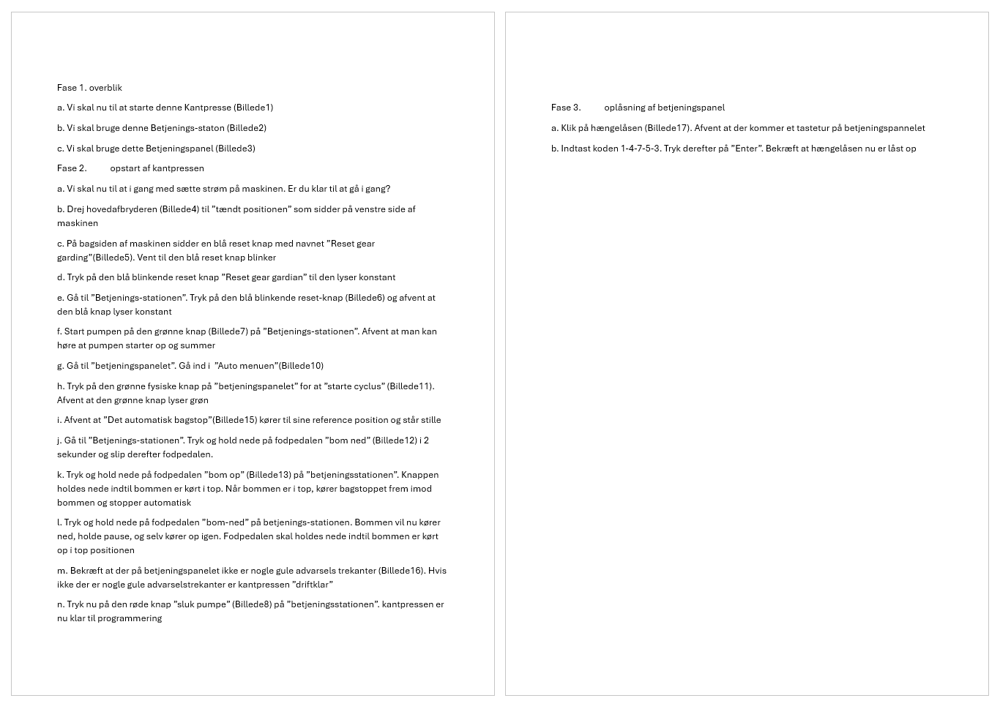 Fase 1. overblik
a. Vi skal nu til at starte denne Kantpresse (Billede1)
b. Vi skal bruge denne Betjenings-staton (Billede2)
c. Vi skal bruge dette Betjeningspanel (Billede3)
Fase 2. opstart af kantpressen
a. Vi skal nu til at i gang med sætte strøm på maskinen. Er du klar til at gå i gang?
b. Drej hovedafbryderen (Billede4) til ”tændt positionen” som sidder på venstre side af
maskinen
c. På bagsiden af maskinen sidder en blå reset knap med navnet ”Reset gear
garding”(Billede5). Vent til den blå reset knap blinker
d. Tryk på den blå blinkende reset knap ”Reset gear gardian” til den lyser konstant
e. Gå til ”Betjenings-stationen”. Tryk på den blå blinkende reset-knap (Billede6) og afvent at
den blå knap lyser konstant
f. Start pumpen på den grønne knap (Billede7) på ”Betjenings-stationen”. Afvent at man kan
høre at pumpen starter op og summer
g. Gå til ”betjeningspanelet”. Gå ind i  ”Auto menuen”(Billede10)
h. Tryk på den grønne fysiske knap på ”betjeningspanelet” for at ”starte cyclus” (Billede11).
Afvent at den grønne knap lyser grøn
i. Afvent at ”Det automatisk bagstop”(Billede15) kører til sine reference position og står stille
j. Gå til ”Betjenings-stationen”. Tryk og hold nede på fodpedalen ”bom ned” (Billede12) i 2
sekunder og slip derefter fodpedalen.
k. Tryk og hold nede på fodpedalen ”bom op” (Billede13) på ”betjeningsstationen”. Knappen
holdes nede indtil bommen er kørt i top. Når bommen er i top, kører bagstoppet frem imod
bommen og stopper automatisk
l. Tryk og hold nede på fodpedalen ”bom-ned” på betjenings-stationen. Bommen vil nu kører
ned, holde pause, og selv kører op igen. Fodpedalen skal holdes nede indtil bommen er kørt
op i top positionen
m. Bekræft at der på betjeningspanelet ikke er nogle gule advarsels trekanter (Billede16). Hvis
ikke der er nogle gule advarselstrekanter er kantpressen ”driftklar”
n. Tryk nu på den røde knap ”sluk pumpe” (Billede8) på ”betjeningsstationen”. kantpressen er
nu klar til programmering
Fase 3. oplåsning af betjeningspanel
a. Klik på hængelåsen (Billede17). Afvent at der kommer et tastetur på betjeningspannelet
b. Indtast koden 1-4-7-5-3. Tryk derefter på ”Enter”. Bekræft at hængelåsen nu er låst op